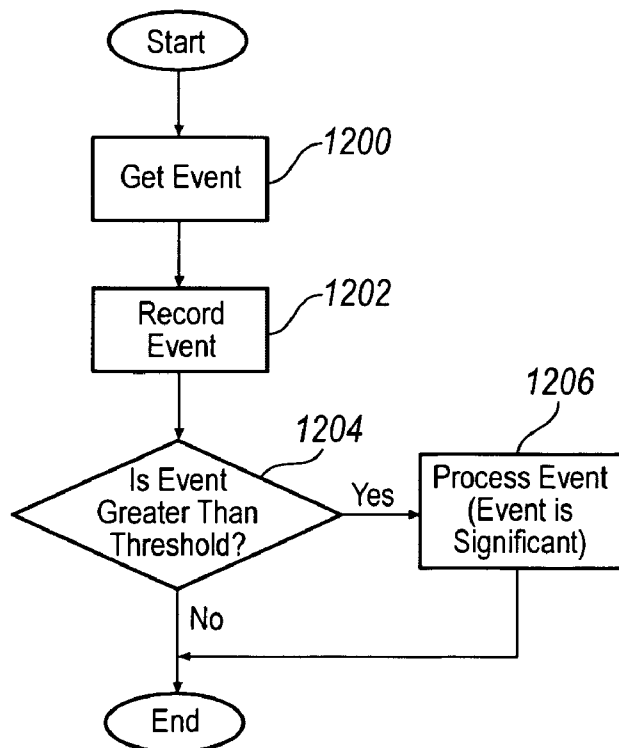 Start
1200
Get Event
1202
Record
Event
1204
Is Event
Greater Than
Threshold?
Yes
1206
Process Event
(Event is
Significant)
No
End